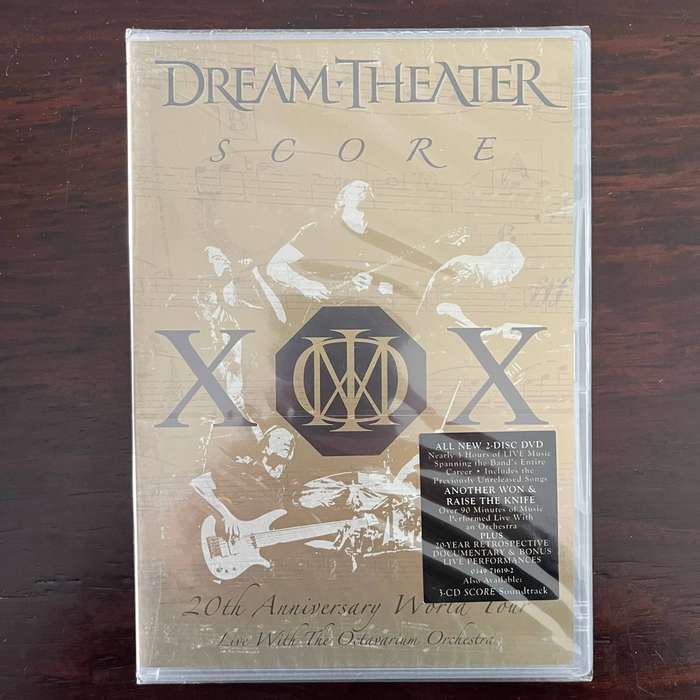 DREAM THEATER
SCORE
X X
ALL NEW 2-DISC DVD
Nearly 3 Hours of LIVE Music
Spanning the Band's Entire
Career • Includes the
Previously Unreleased Songs
ANOTHER WON &
RAISE THE KNIFE
Over 90 Minutes of Music
Performed Live With
an Orchestra
PLUS
20-YEAR RETROSPECTIVE
DOCUMENTARY & BONUS
LIVE PERFORMANCES
0349-71619-2
Also Available:
3-CD SCORE Soundtrack
20th Anniversary World Tour
Live With The Octavarium Orchestra